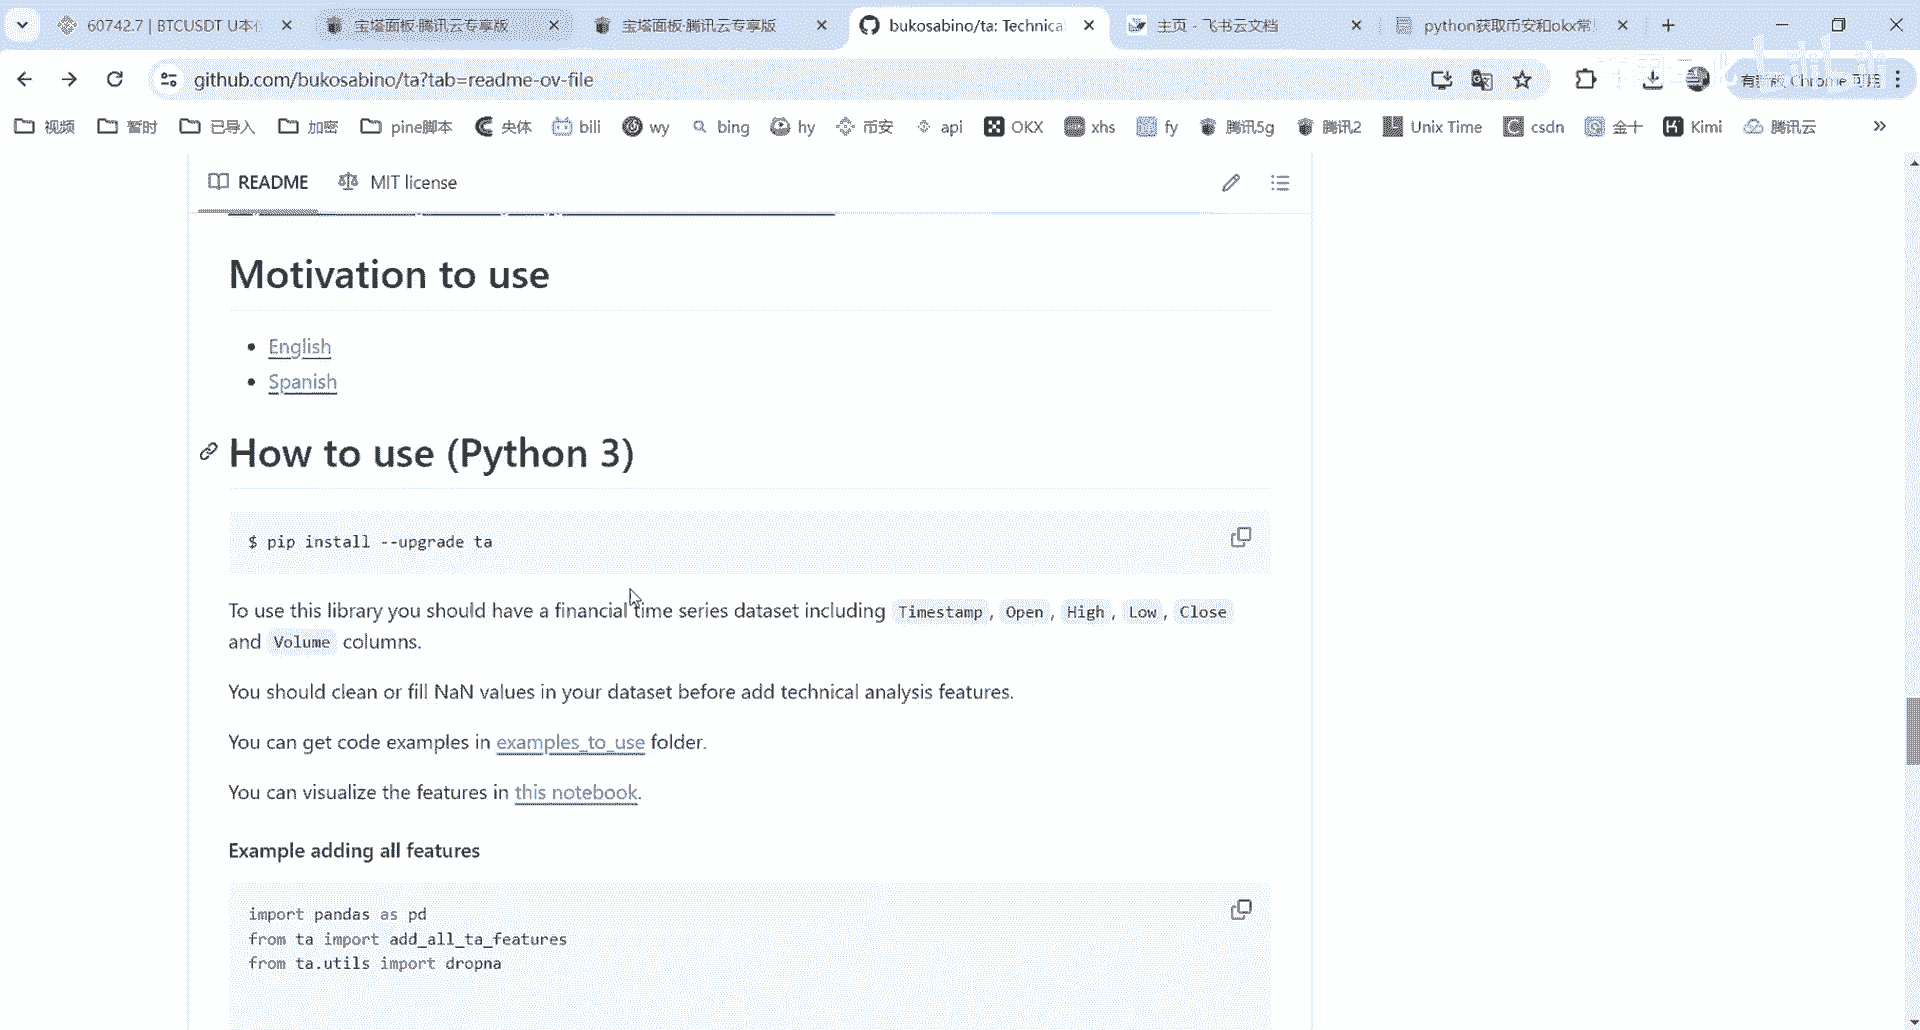 60742.7 | BTCUSDT U本位
宝塔面板·腾讯云专享版
宝塔面板·腾讯云专享版
bukosabino/ta: Technica
主页 - 飞书云文档
python获取币安和okx常
github.com/bukosabino/ta?tab=readme-ov-file
Chrome 可用
视频
暂时
已导入
加密
pine脚本
央体
bili
wy
bing
hy
币安
api
OKX
xhs
fy
腾讯5g
腾讯2
Unix Time
csdn
金十
Kimi
腾讯云
README
MIT license
Motivation to use
English
Spanish
How to use (Python 3)
$ pip install --upgrade ta
To use this library you should have a financial time series dataset including Timestamp, Open, High, Low, Close
and Volume columns.
You should clean or fill NaN values in your dataset before add technical analysis features.
You can get code examples in examples_to_use folder.
You can visualize the features in this notebook.
Example adding all features
import pandas as pd
from ta import add_all_ta_features
from ta.utils import dropna